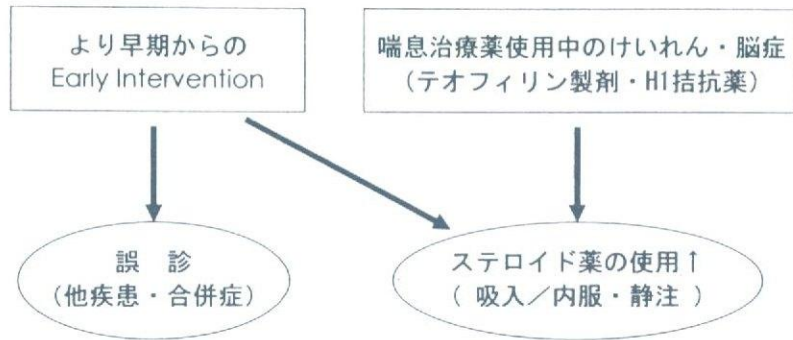 より早期からの
Early Intervention
喘息治療薬使用中のけいれん・脳症
（テオフィリン製剤・H1拮抗薬）
誤　診
（他疾患・合併症）
ステロイド薬の使用↑
（ 吸入／内服・静注 ）